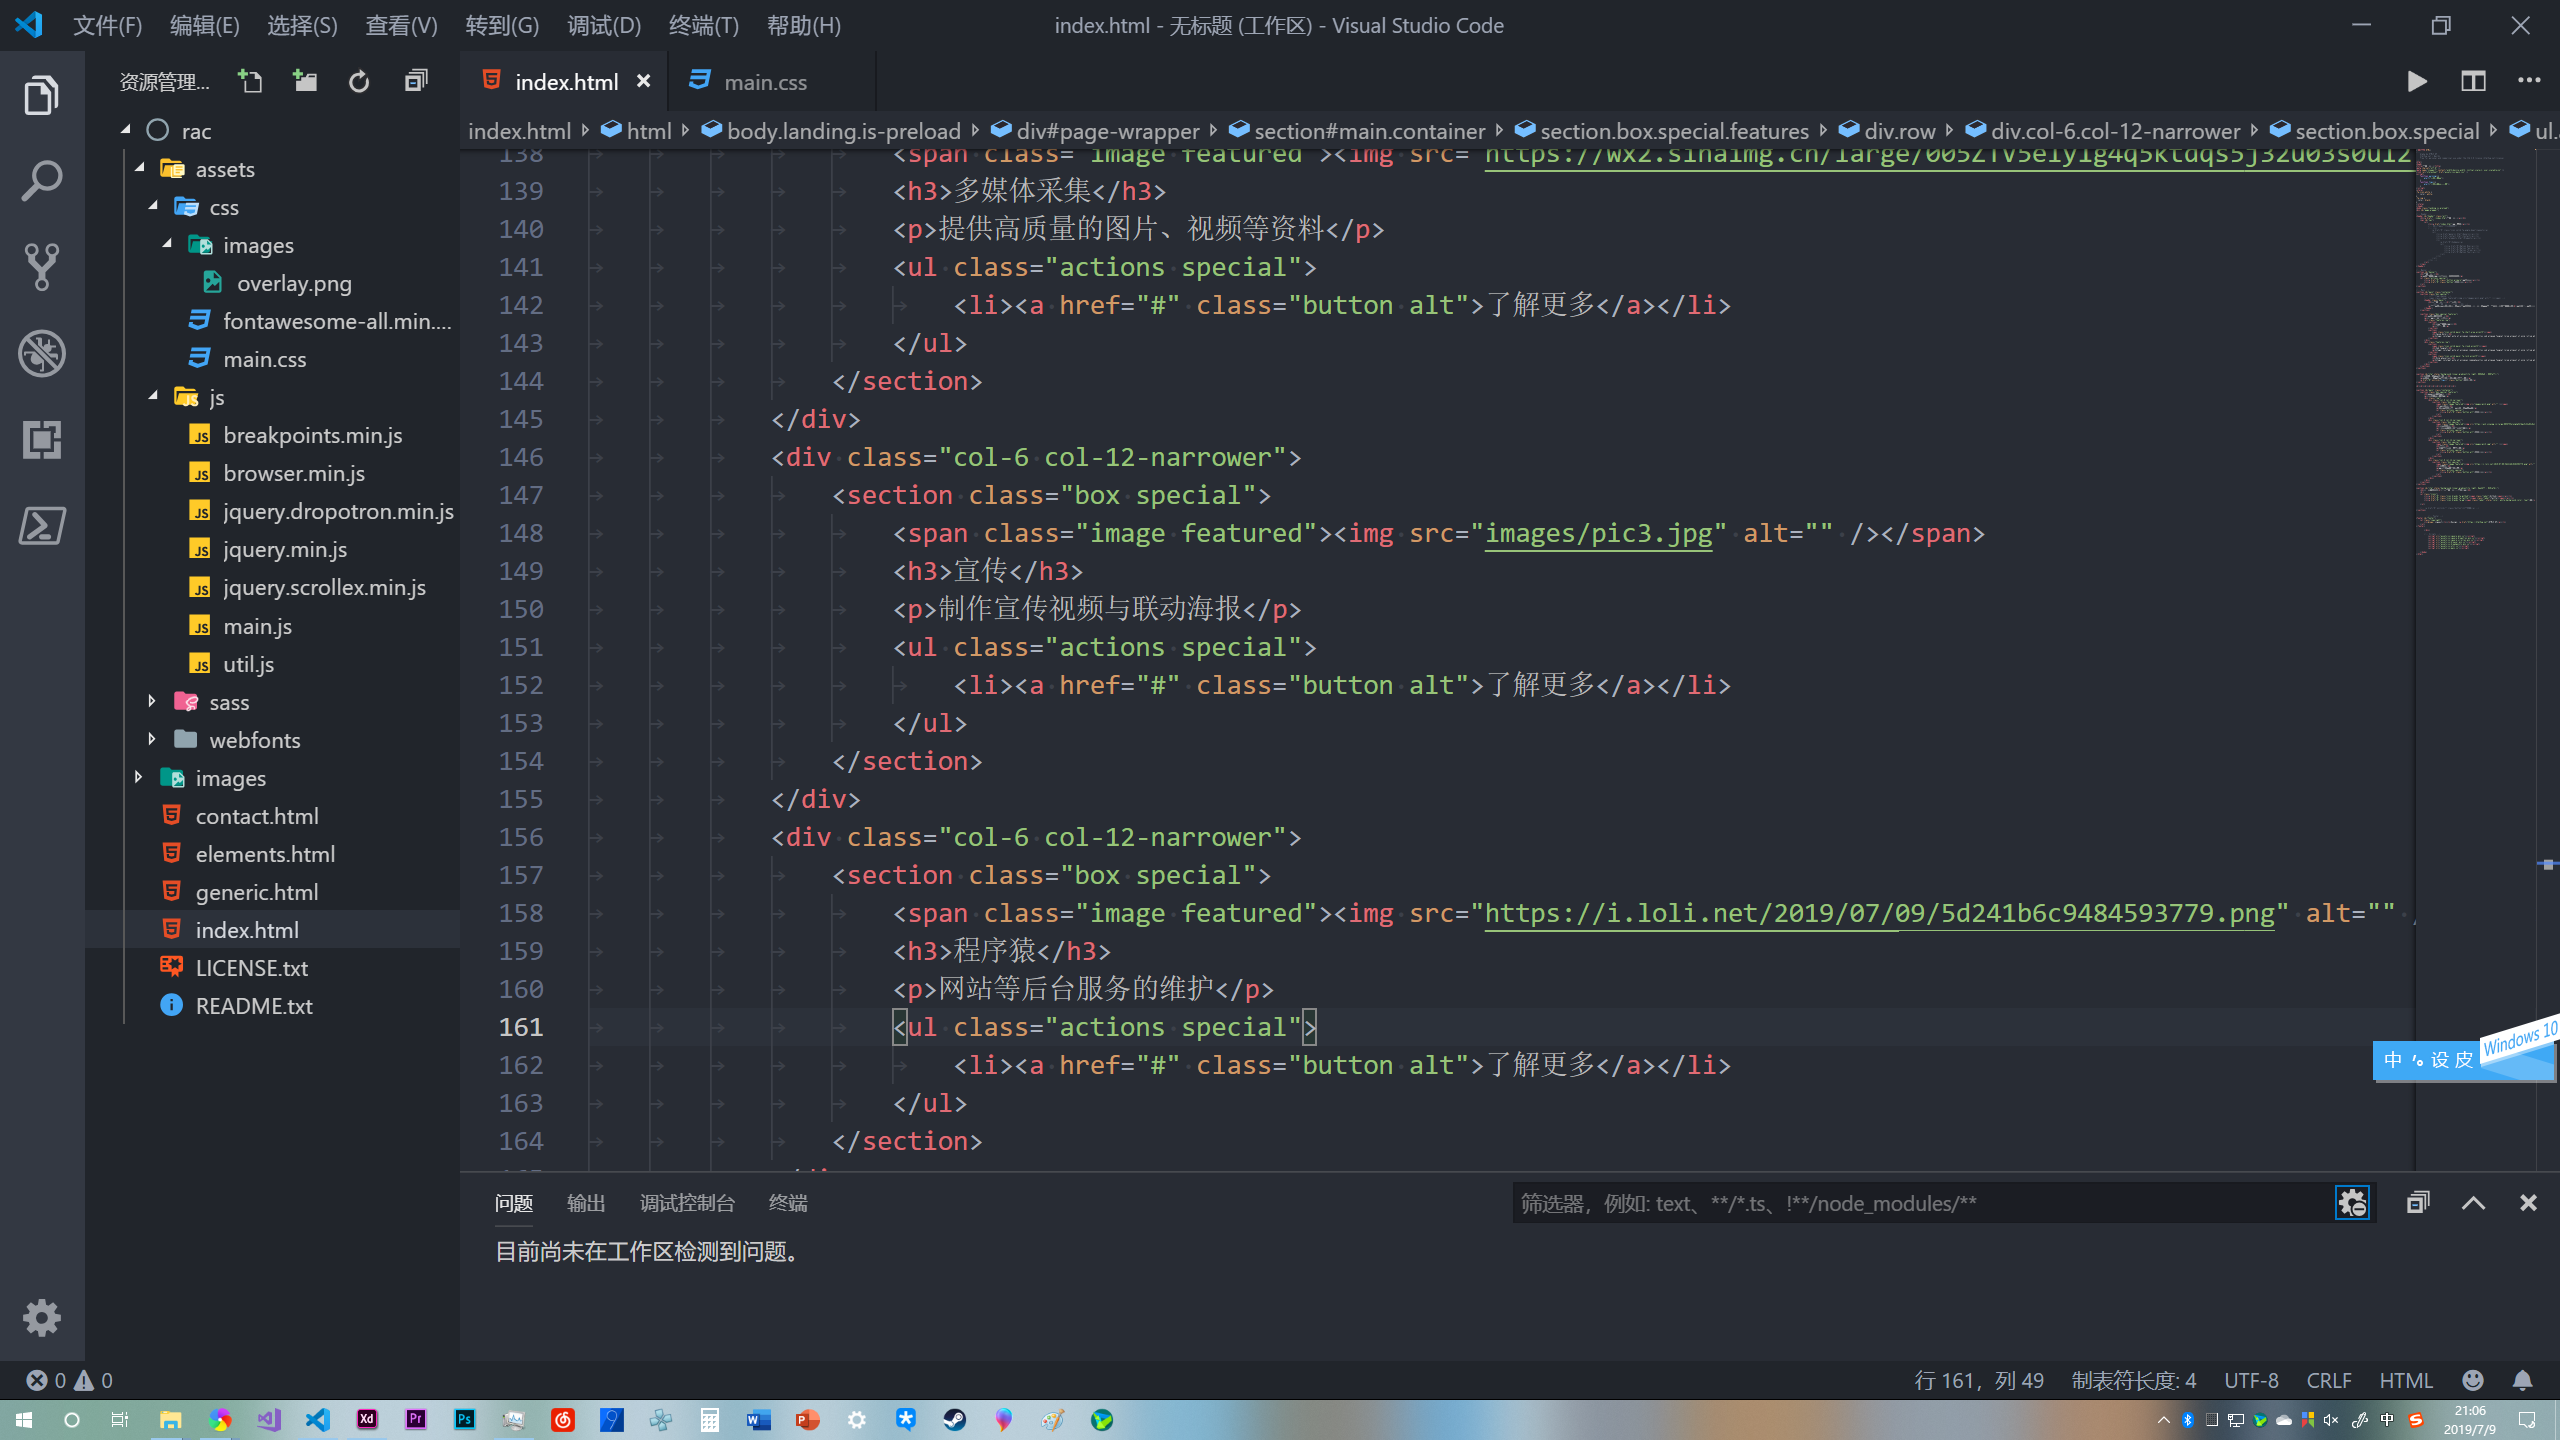 文件(F) 编辑(E) 选择(S) 查看(V) 转到(G) 调试(D) 终端(T) 帮助(H)
index.html - 无标题 (工作区) - Visual Studio Code
资源管理...
rac
assets
css
images
overlay.png
fontawesome-all.min....
main.css
js
breakpoints.min.js
browser.min.js
jquery.dropotron.min.js
jquery.min.js
jquery.scrollex.min.js
main.js
util.js
sass
webfonts
images
contact.html
elements.html
generic.html
index.html
LICENSE.txt
README.txt
index.html main.css
index.html html body.landing.is-preload div#page-wrapper section#main.container section.box.special.features div.row div.col-6.col-12-narrower section.box.special
138 <span class="image featured"><img src="
139 <h3>多媒体采集</h3>
140 <p>提供高质量的图片、视频等资料</p>
141 <ul class="actions special">
142 <li><a href="#" class="button alt">了解更多</a></li>
143 </ul>
144 </section>
145 </div>
146 <div class="col-6 col-12-narrower">
147 <section class="box special">
148 <span class="image featured"><img src="images/pic3.jpg" alt="" /></span>
149 <h3>宣传</h3>
150 <p>制作宣传视频与联动海报</p>
151 <ul class="actions special">
152 <li><a href="#" class="button alt">了解更多</a></li>
153 </ul>
154 </section>
155 </div>
156 <div class="col-6 col-12-narrower">
157 <section class="box special">
158 <span class="image featured"><img src="https://i.loli.net/2019/07/09/5d241b6c9484593779.png" alt=""
159 <h3>程序猿</h3>
160 <p>网站等后台服务的维护</p>
161 <ul class="actions special">
162 <li><a href="#" class="button alt">了解更多</a></li>
163 </ul>
164 </section>
中 设 皮
Windows 10
问题 输出 调试控制台 终端
筛选器，例如: text、**/*.ts、!**/node_modules/**
目前尚未在工作区检测到问题。
0 0
行 161，列 49 制表符长度: 4 UTF-8 CRLF HTML
Xd Pr Ps
中
21:06
2019/7/9